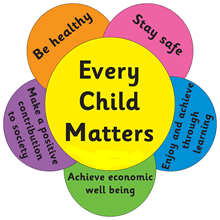 Every
Child
Matters
Be healthy
Stay safe
Enjoy and achieve
through
learning
Achieve economic
well being
Make a positive
contribution
to society